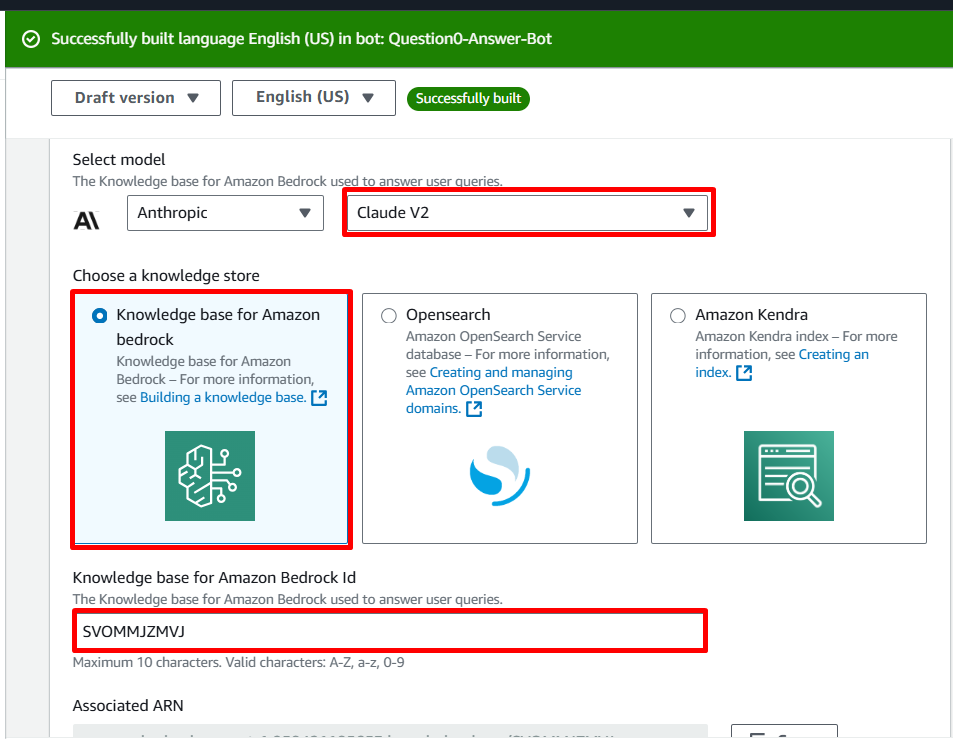 Successfully built language English (US) in bot: Question0-Answer-Bot
Draft version
English (US)
Successfully built
Select model
The Knowledge base for Amazon Bedrock used to answer user queries.
Anthropic
Claude V2
Choose a knowledge store
Knowledge base for Amazon
bedrock
Knowledge base for Amazon
Bedrock – For more information,
see Building a knowledge base.
Opensearch
Amazon OpenSearch Service
database – For more information,
see Creating and managing
Amazon OpenSearch Service
domains.
Amazon Kendra
Amazon Kendra index – For more
information, see Creating an
index.
Knowledge base for Amazon Bedrock Id
The Knowledge base for Amazon Bedrock used to answer user queries.
SVOMMJZMVJ
Maximum 10 characters. Valid characters: A-Z, a-z, 0-9
Associated ARN